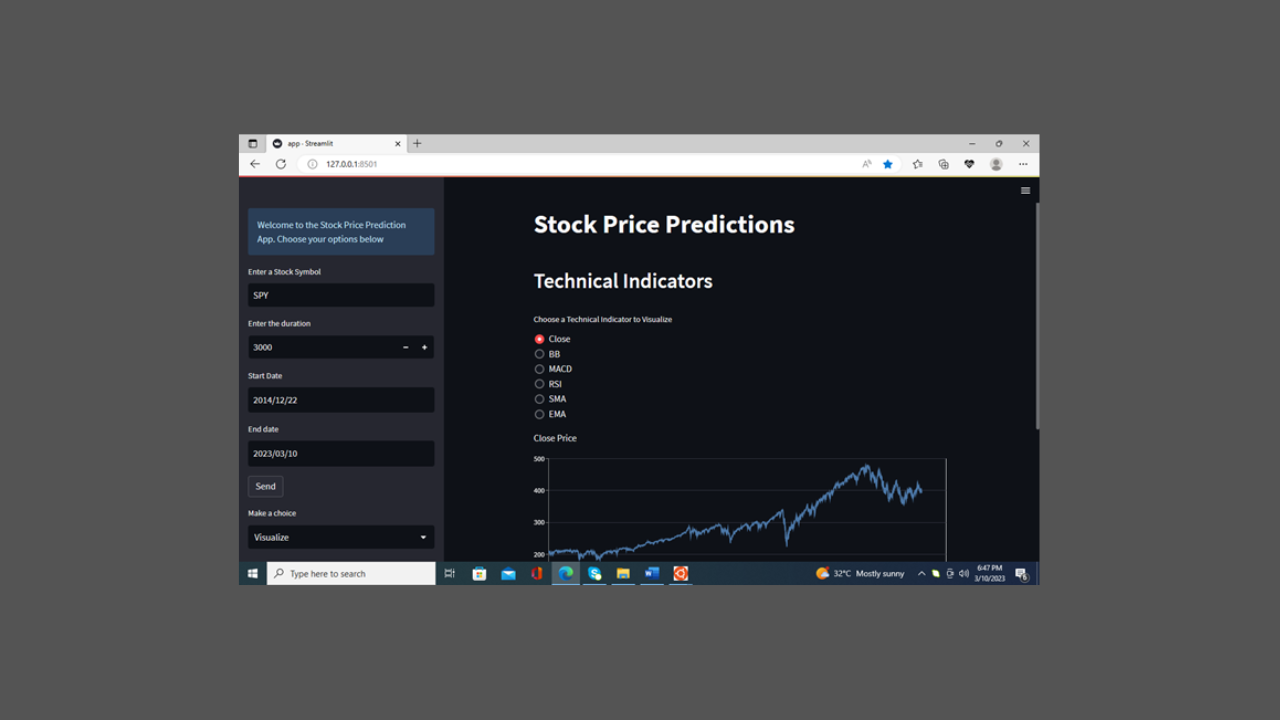 app - Streamlit
127.0.0.1:8501
Welcome to the Stock Price Prediction
App. Choose your options below
Enter a Stock Symbol
SPY
Enter the duration
3000
Start Date
2014/12/22
End date
2023/03/10
Send
Make a choice
Visualize
Stock Price Predictions
Technical Indicators
Choose a Technical Indicator to Visualize
Close
BB
MACD
RSI
SMA
EMA
Close Price
500
400
300
200
Type here to search
32°C Mostly sunny
6:47 PM
3/10/2023